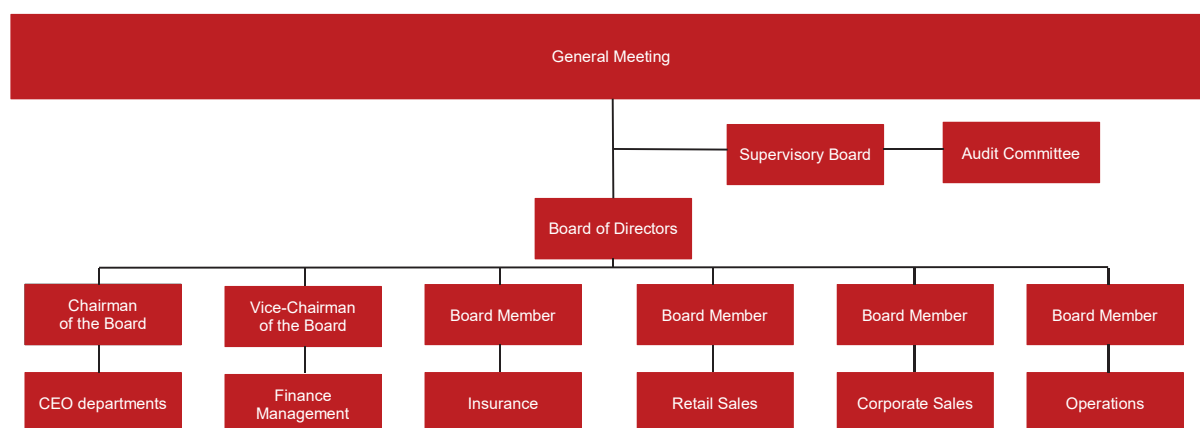 General Meeting
Supervisory Board
Audit Committee
Board of Directors
Chairman
of the Board
Vice-Chairman
of the Board
Board Member
Board Member
Board Member
Board Member
CEO departments
Finance
Management
Insurance
Retail Sales
Corporate Sales
Operations